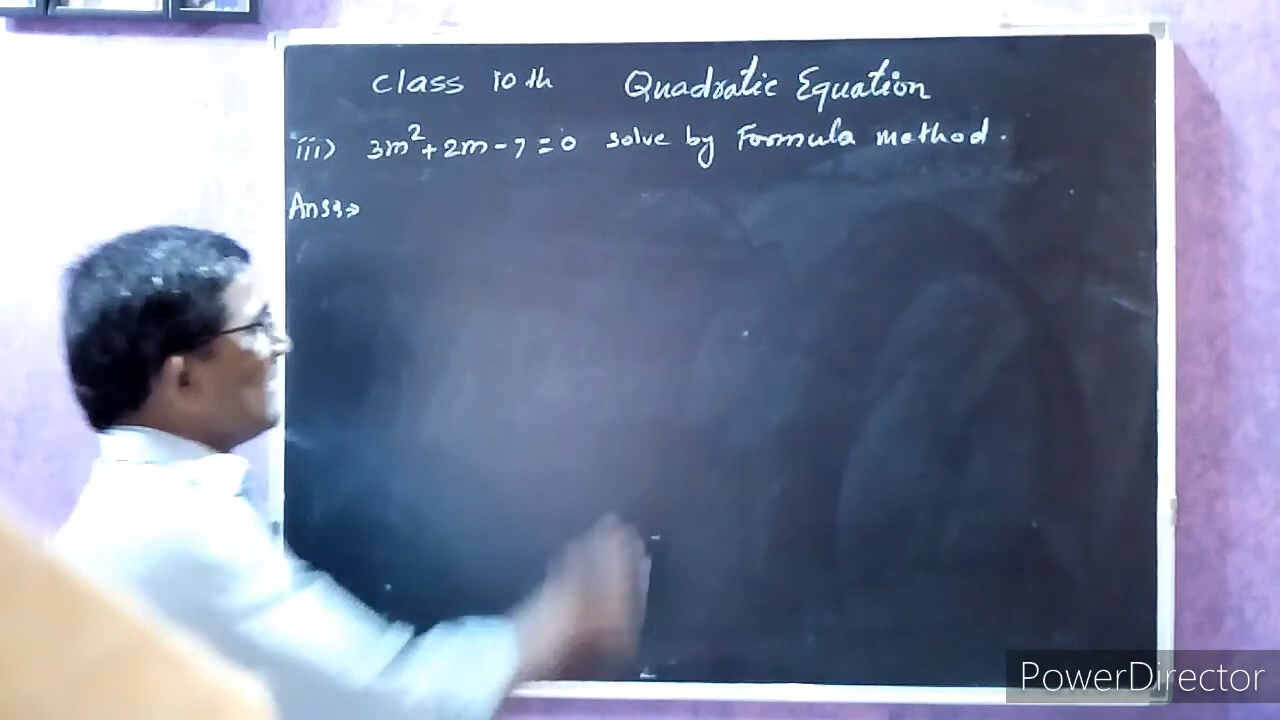 Class 10th Quadratic Equation
iii) 3m²+2m-7=0 solve by Formula method.
Ans:→
PowerDirector